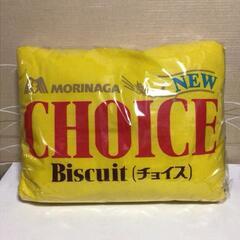 MORINAGA
NEW
CHOICE
Biscuit(チョイス)